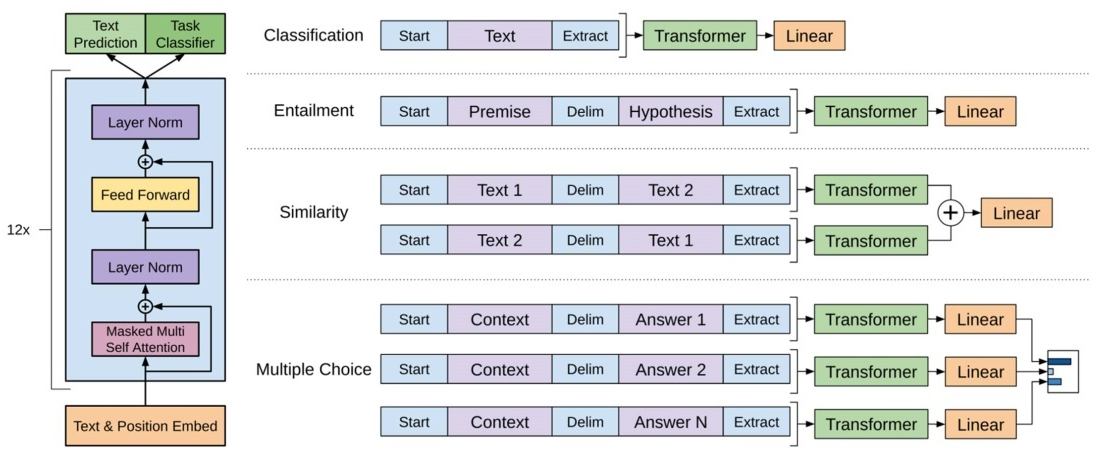 Text
Prediction
Task
Classifier
Layer Norm
+
Feed Forward
12x
Layer Norm
+
Masked Multi
Self Attention
Text & Position Embed
Classification
Start Text Extract Transformer Linear
Entailment
Start Premise Delim Hypothesis Extract Transformer Linear
Similarity
Start Text 1 Delim Text 2 Extract Transformer
+ Linear
Start Text 2 Delim Text 1 Extract Transformer
Multiple Choice
Start Context Delim Answer 1 Extract Transformer Linear
Start Context Delim Answer 2 Extract Transformer Linear
Start Context Delim Answer N Extract Transformer Linear